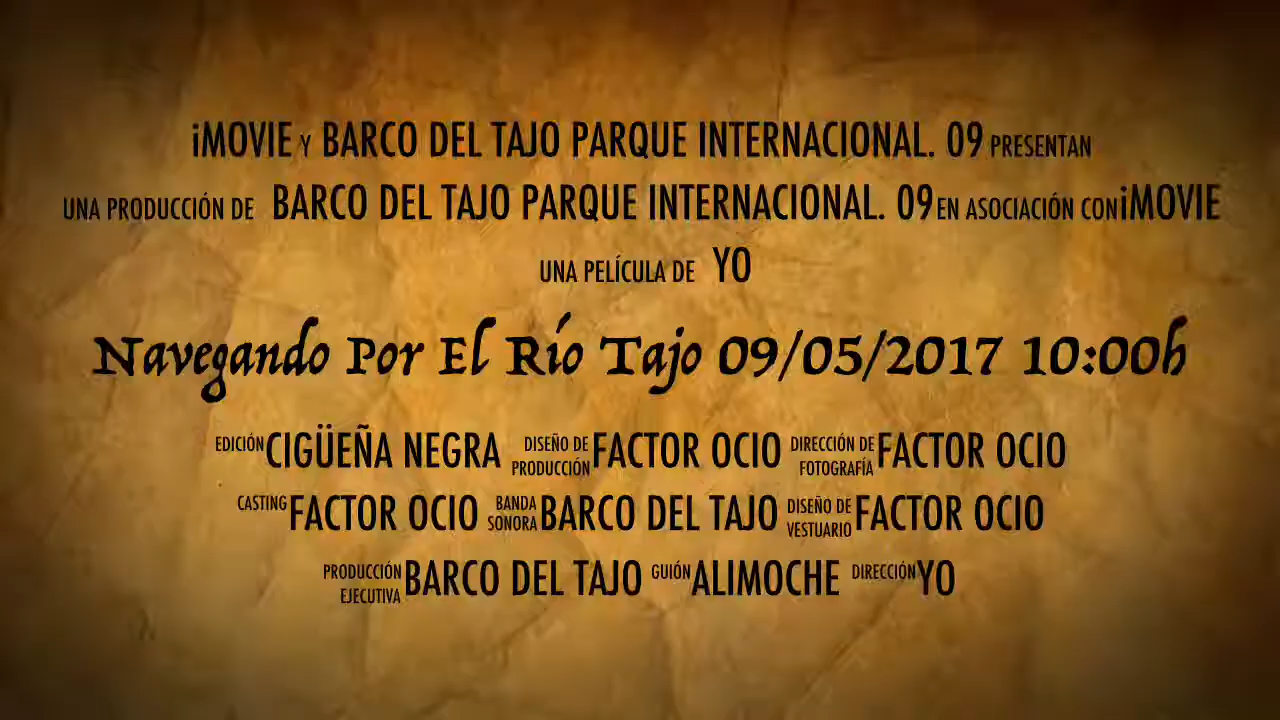 iMOVIE Y BARCO DEL TAJO PARQUE INTERNACIONAL. 09 PRESENTAN
UNA PRODUCCIÓN DE BARCO DEL TAJO PARQUE INTERNACIONAL. 09 EN ASOCIACIÓN CON iMOVIE
UNA PELÍCULA DE YO
Navegando Por El Río Tajo 09/05/2017 10:00h
EDICIÓN CIGÜEÑA NEGRA DISEÑO DE PRODUCCIÓN FACTOR OCIO DIRECCIÓN DE FOTOGRAFÍA FACTOR OCIO
CASTING FACTOR OCIO BANDA SONORA BARCO DEL TAJO DISEÑO DE VESTUARIO FACTOR OCIO
PRODUCCIÓN EJECUTIVA BARCO DEL TAJO GUIÓN ALIMOCHE DIRECCIÓN YO